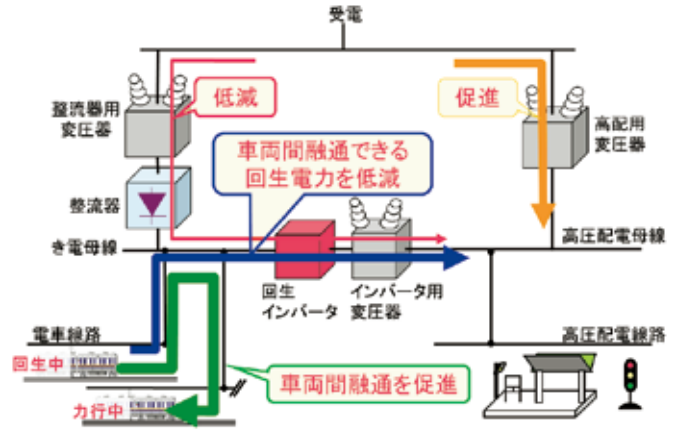 受電
低減
促進
整流器用
変圧器
高配用
変圧器
車両間融通できる
回生電力を低減
整流器
き電母線
高圧配電母線
回生
インバータ
インバータ用
変圧器
電車線路
高圧配電線路
回生中
車両間融通を促進
力行中